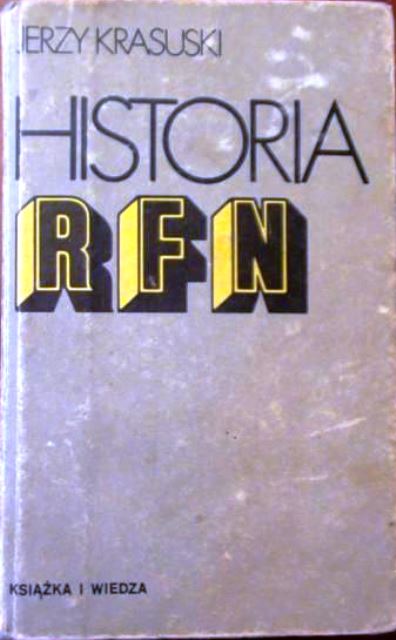 JERZY KRASUSKI
HISTORIA
RFN
KSIĄŻKA I WIEDZA